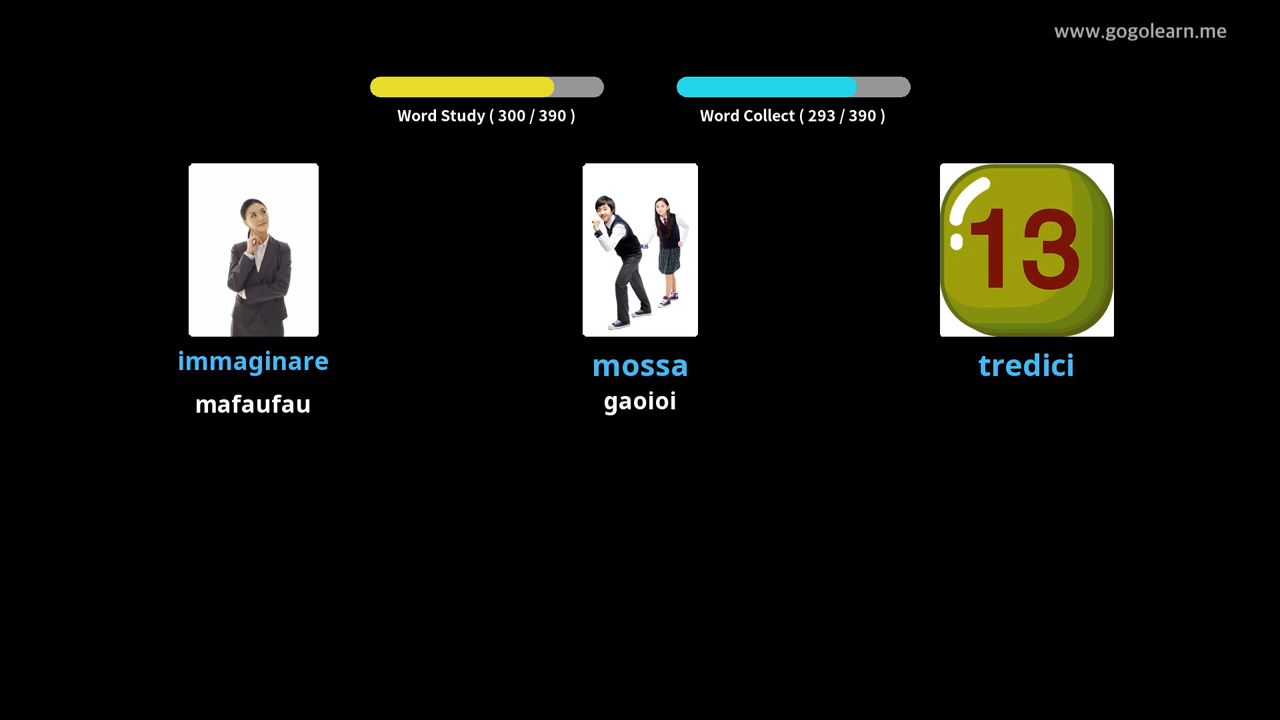 www.gogolearn.me
Word Study ( 300 / 390 )
Word Collect ( 293 / 390 )
13
immaginare
mossa
tredici
mafaufau
gaoioi